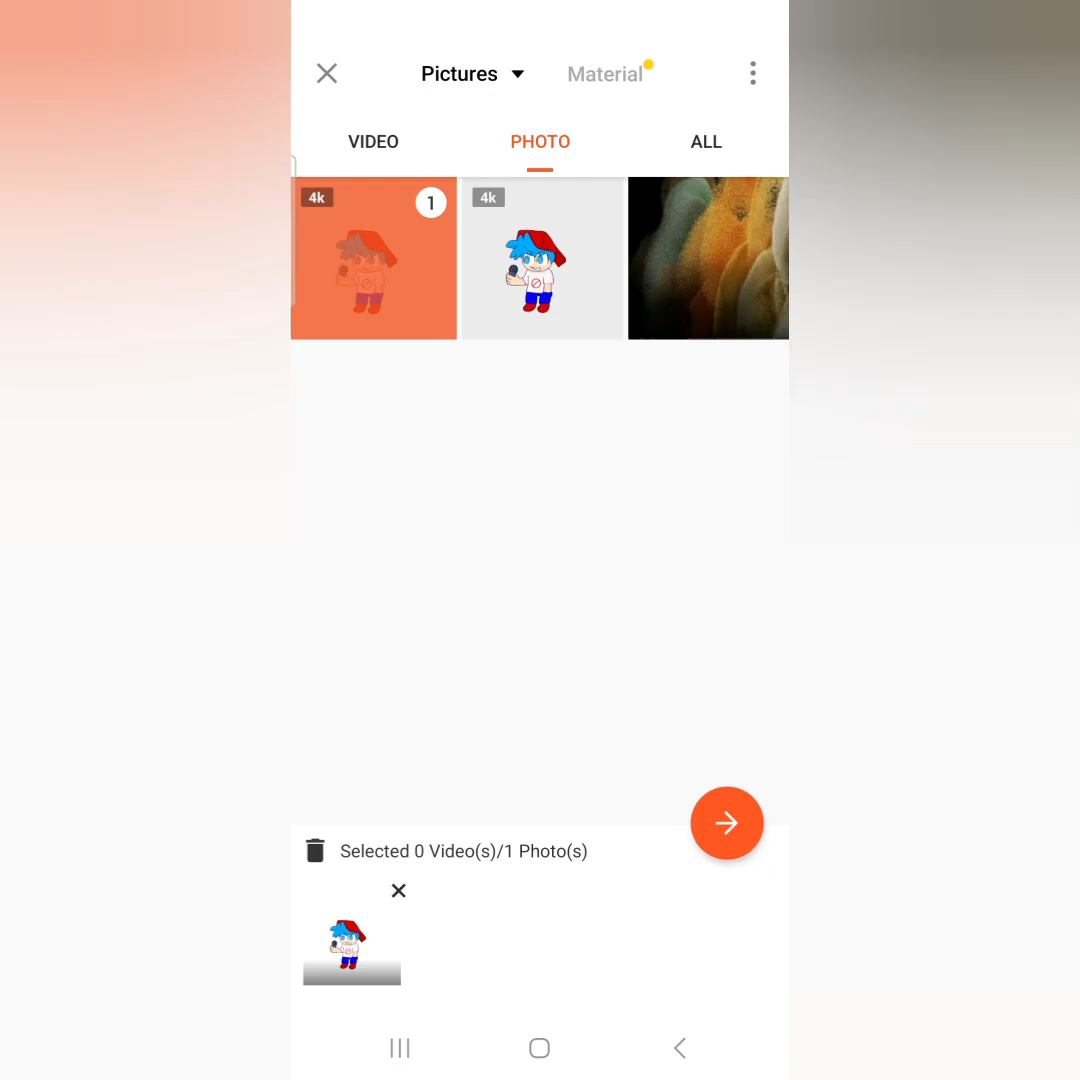 Pictures Material
VIDEO PHOTO ALL
4k 1 4k
Selected 0 Video(s)/1 Photo(s)